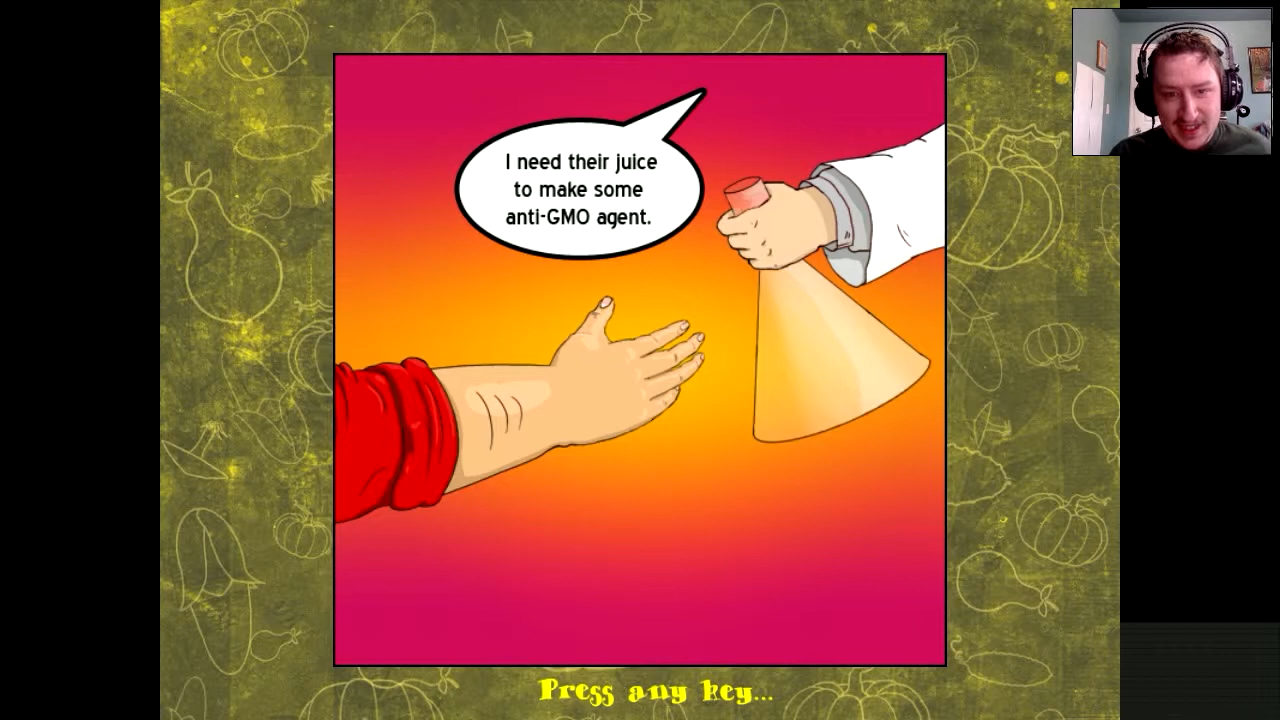 I need their juice
to make some
anti-GMO agent.
Press any key...